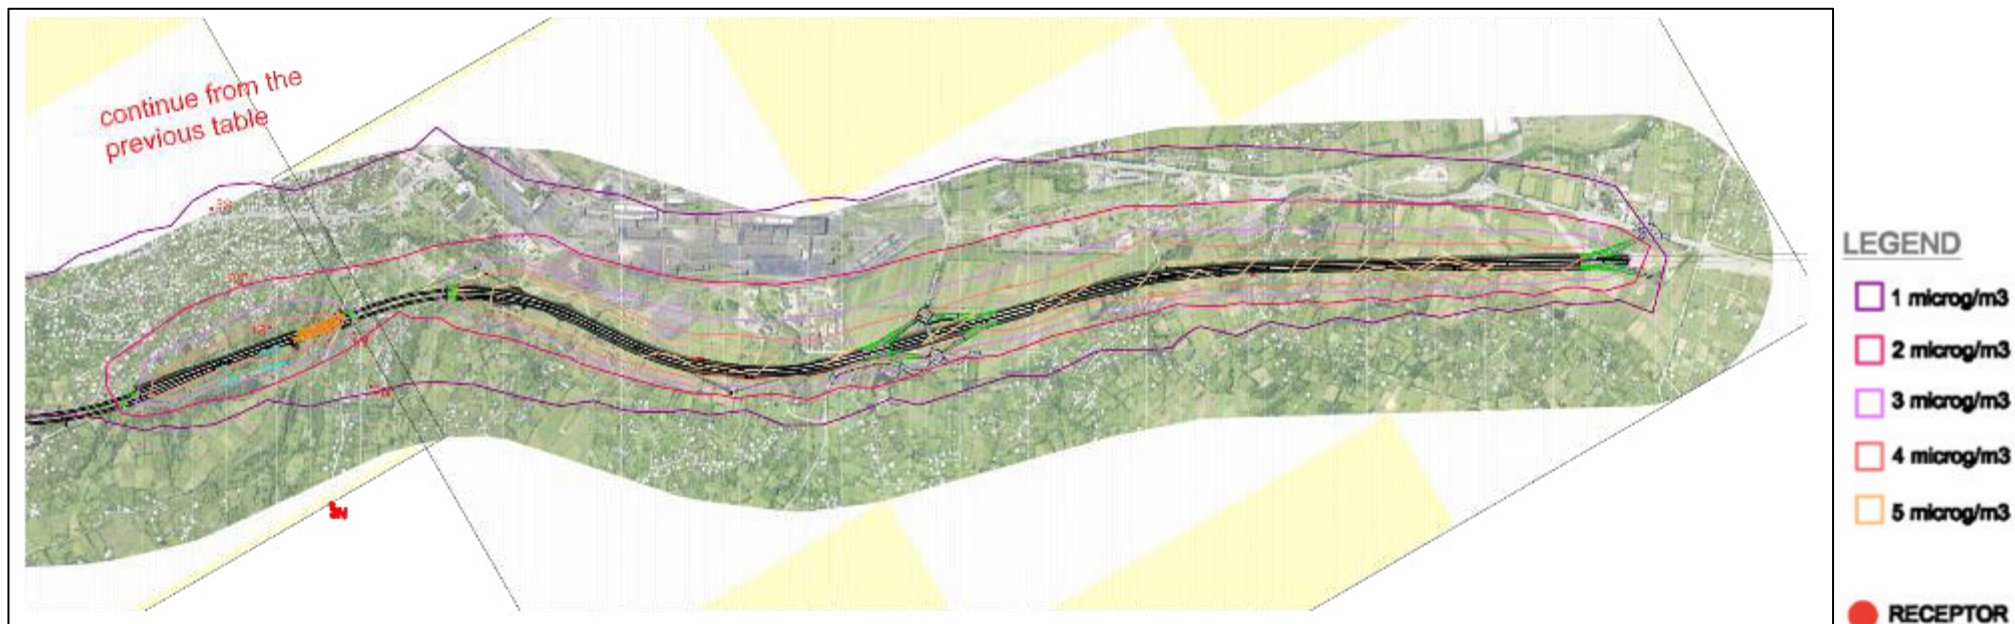 continue from the
previous table
LEGEND
1 microg/m3
2 microg/m3
3 microg/m3
4 microg/m3
5 microg/m3
RECEPTOR